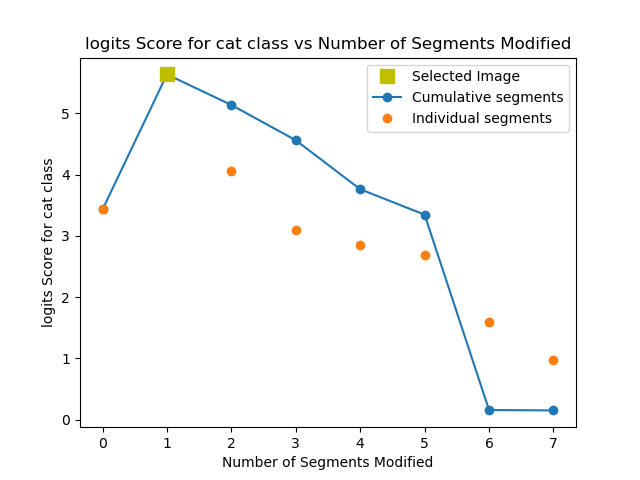 logits Score for cat class vs Number of Segments Modified
Selected Image
Cumulative segments
Individual segments
logits Score for cat class
5
4
3
2
1
0
0 1 2 3 4 5 6 7
Number of Segments Modified